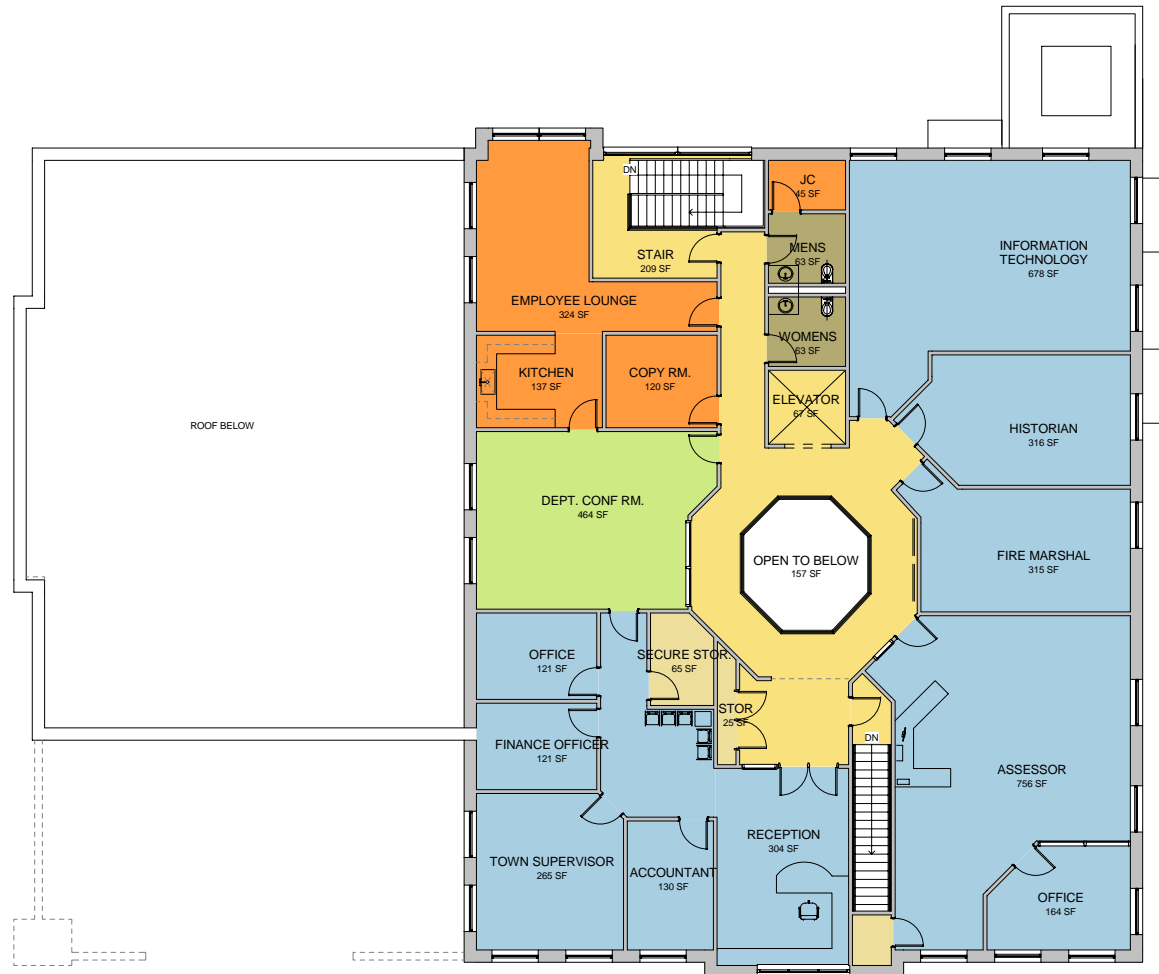 DN
JC
45 SF
MENS
63 SF
STAIR
209 SF
INFORMATION
TECHNOLOGY
678 SF
EMPLOYEE LOUNGE
324 SF
WOMENS
63 SF
KITCHEN
137 SF
COPY RM.
120 SF
ELEVATOR
67 SF
ROOF BELOW
HISTORIAN
316 SF
DEPT. CONF RM.
464 SF
OPEN TO BELOW
157 SF
FIRE MARSHAL
315 SF
OFFICE
121 SF
SECURE STOR.
65 SF
STOR
25 SF
DN
FINANCE OFFICER
121 SF
ASSESSOR
756 SF
RECEPTION
304 SF
TOWN SUPERVISOR
265 SF
ACCOUNTANT
130 SF
OFFICE
164 SF